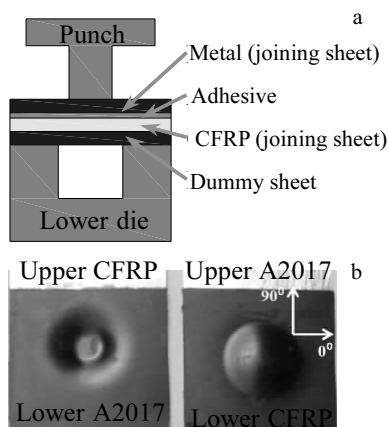 a
Punch
Metal (joining sheet)
Adhesive
CFRP (joining sheet)
Dummy sheet
Lower die
Upper CFRP
Upper A2017
b
90°
0°
Lower A2017
Lower CFRP